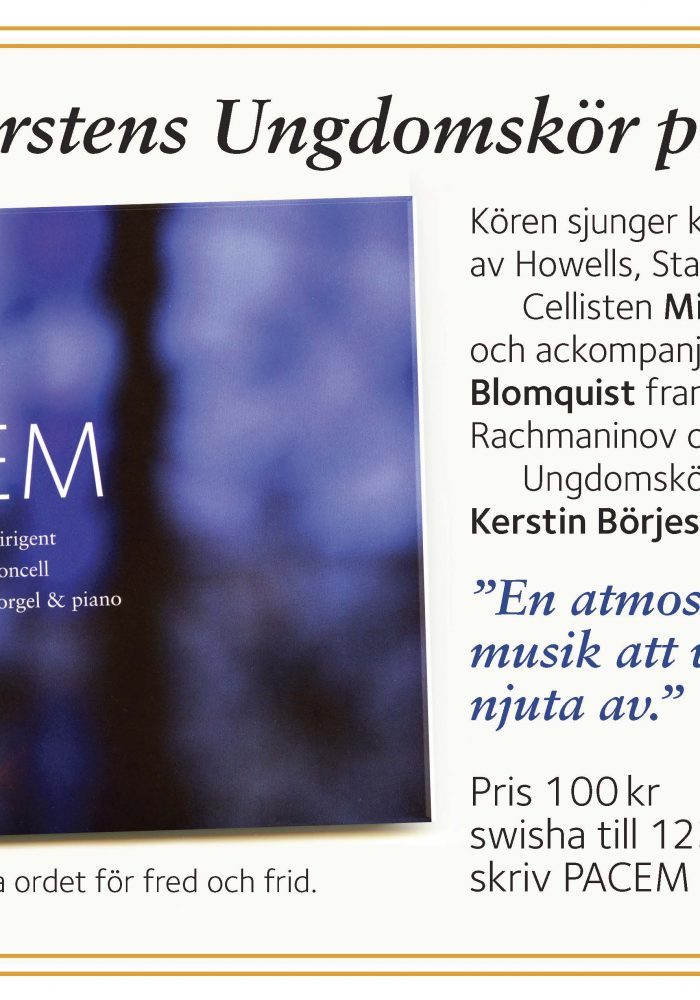 rstens Ungdomskör p
EM
irigent
oncell
orgel & piano
a ordet för fred och frid.
Kören sjunger k
av Howells, Sta
Cellisten Mi
och ackompanj
Blomquist fran
Rachmaninov o
Ungdomskö
Kerstin Börjes
”En atmos
musik att
njuta av.”
Pris 100 kr
swisha till 12
skriv PACEM